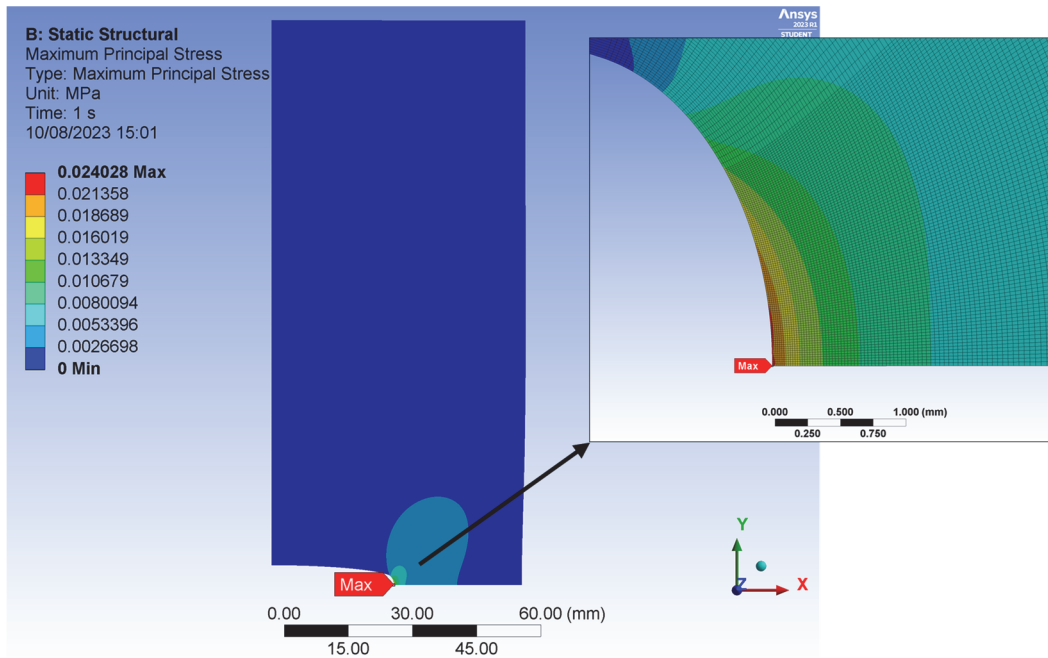 B: Static Structural
Maximum Principal Stress
Type: Maximum Principal Stress
Unit: MPa
Time: 1 s
10/08/2023 15:01
0.024028 Max
0.021358
0.018689
0.016019
0.013349
0.010679
0.0080094
0.0053396
0.0026698
0 Min
Ansys
2023 R1
STUDENT
Max
0.000 0.500 1.000 (mm)
0.250 0.750
Max
0.00 30.00 60.00 (mm)
15.00 45.00
Y
Z X